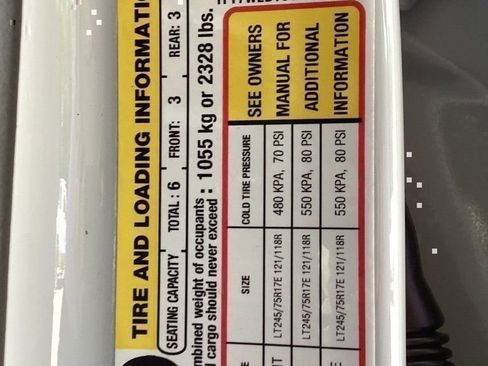 TIRE AND LOADING INFORMATI
SEATING CAPACITY TOTAL : 6 FRONT: 3 REAR: 3
mbined weight of occupants
cargo should never exceed : 1055 kg or 2328 lbs.
SIZE COLD TIRE PRESSURE SEE OWNERS
MANUAL FOR
ADDITIONAL
INFORMATION
LT245/75R17E 121/118R 480 KPA, 70 PSI
LT245/75R17E 121/118R 550 KPA, 80 PSI
LT245/75R17E 121/118R 550 KPA, 80 PSI